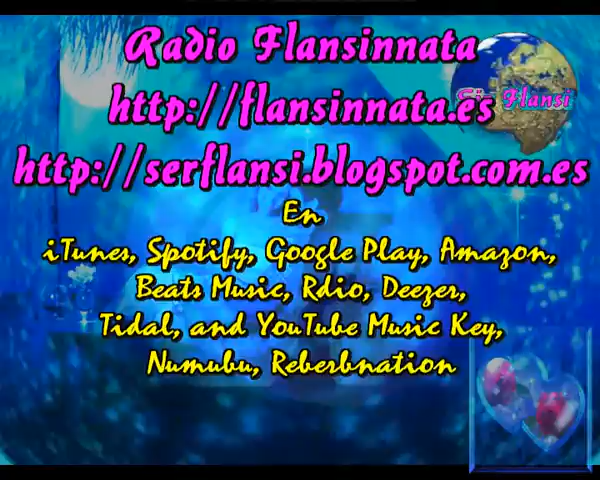 Radio Flansinnata
http://flansinnata.es
Flansi
http://serflansi.blogspot.com.es
En
iTunes, Spotify, Google Play, Amazon,
Beats Music, Rdio, Deezer,
Tidal, and YouTube Music Key,
Numubu, Reberbnation